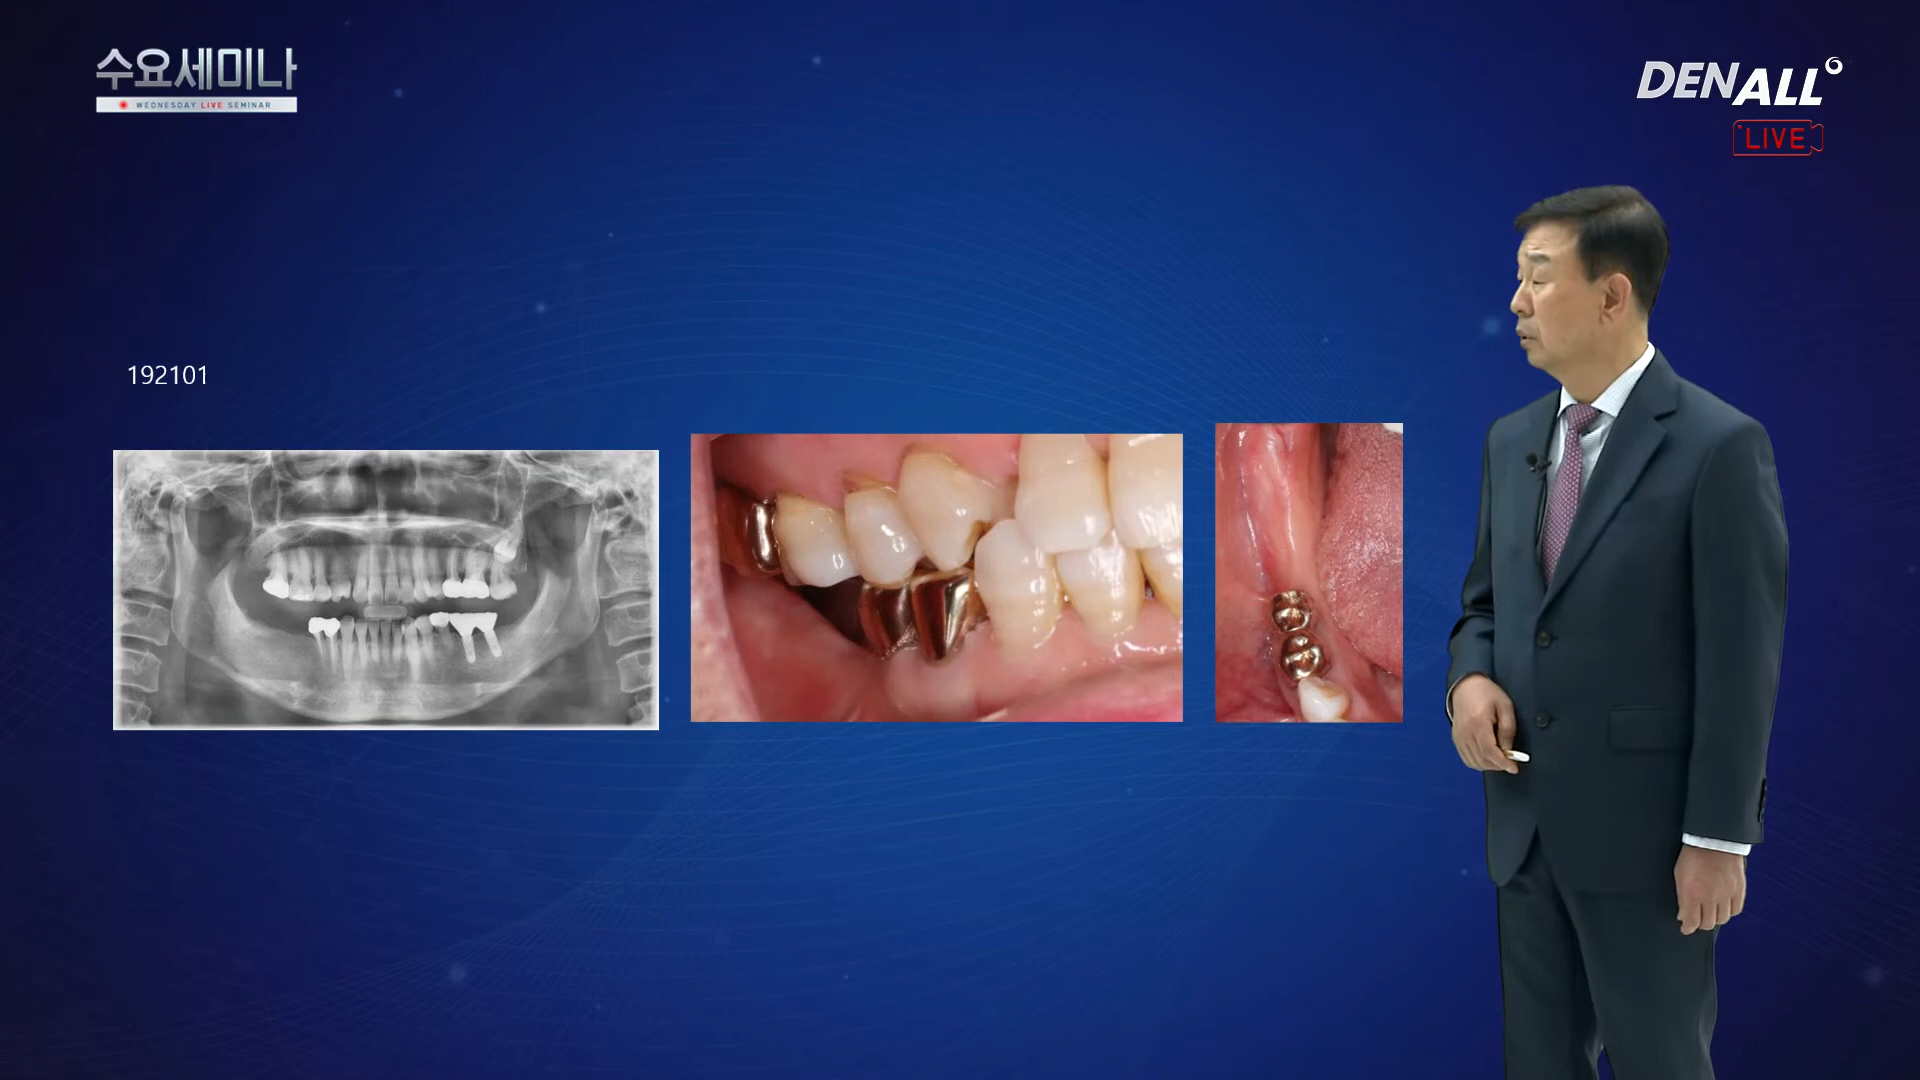 수요세미나
WEDNESDAY LIVE SEMINAR
DENALL
LIVE
192101